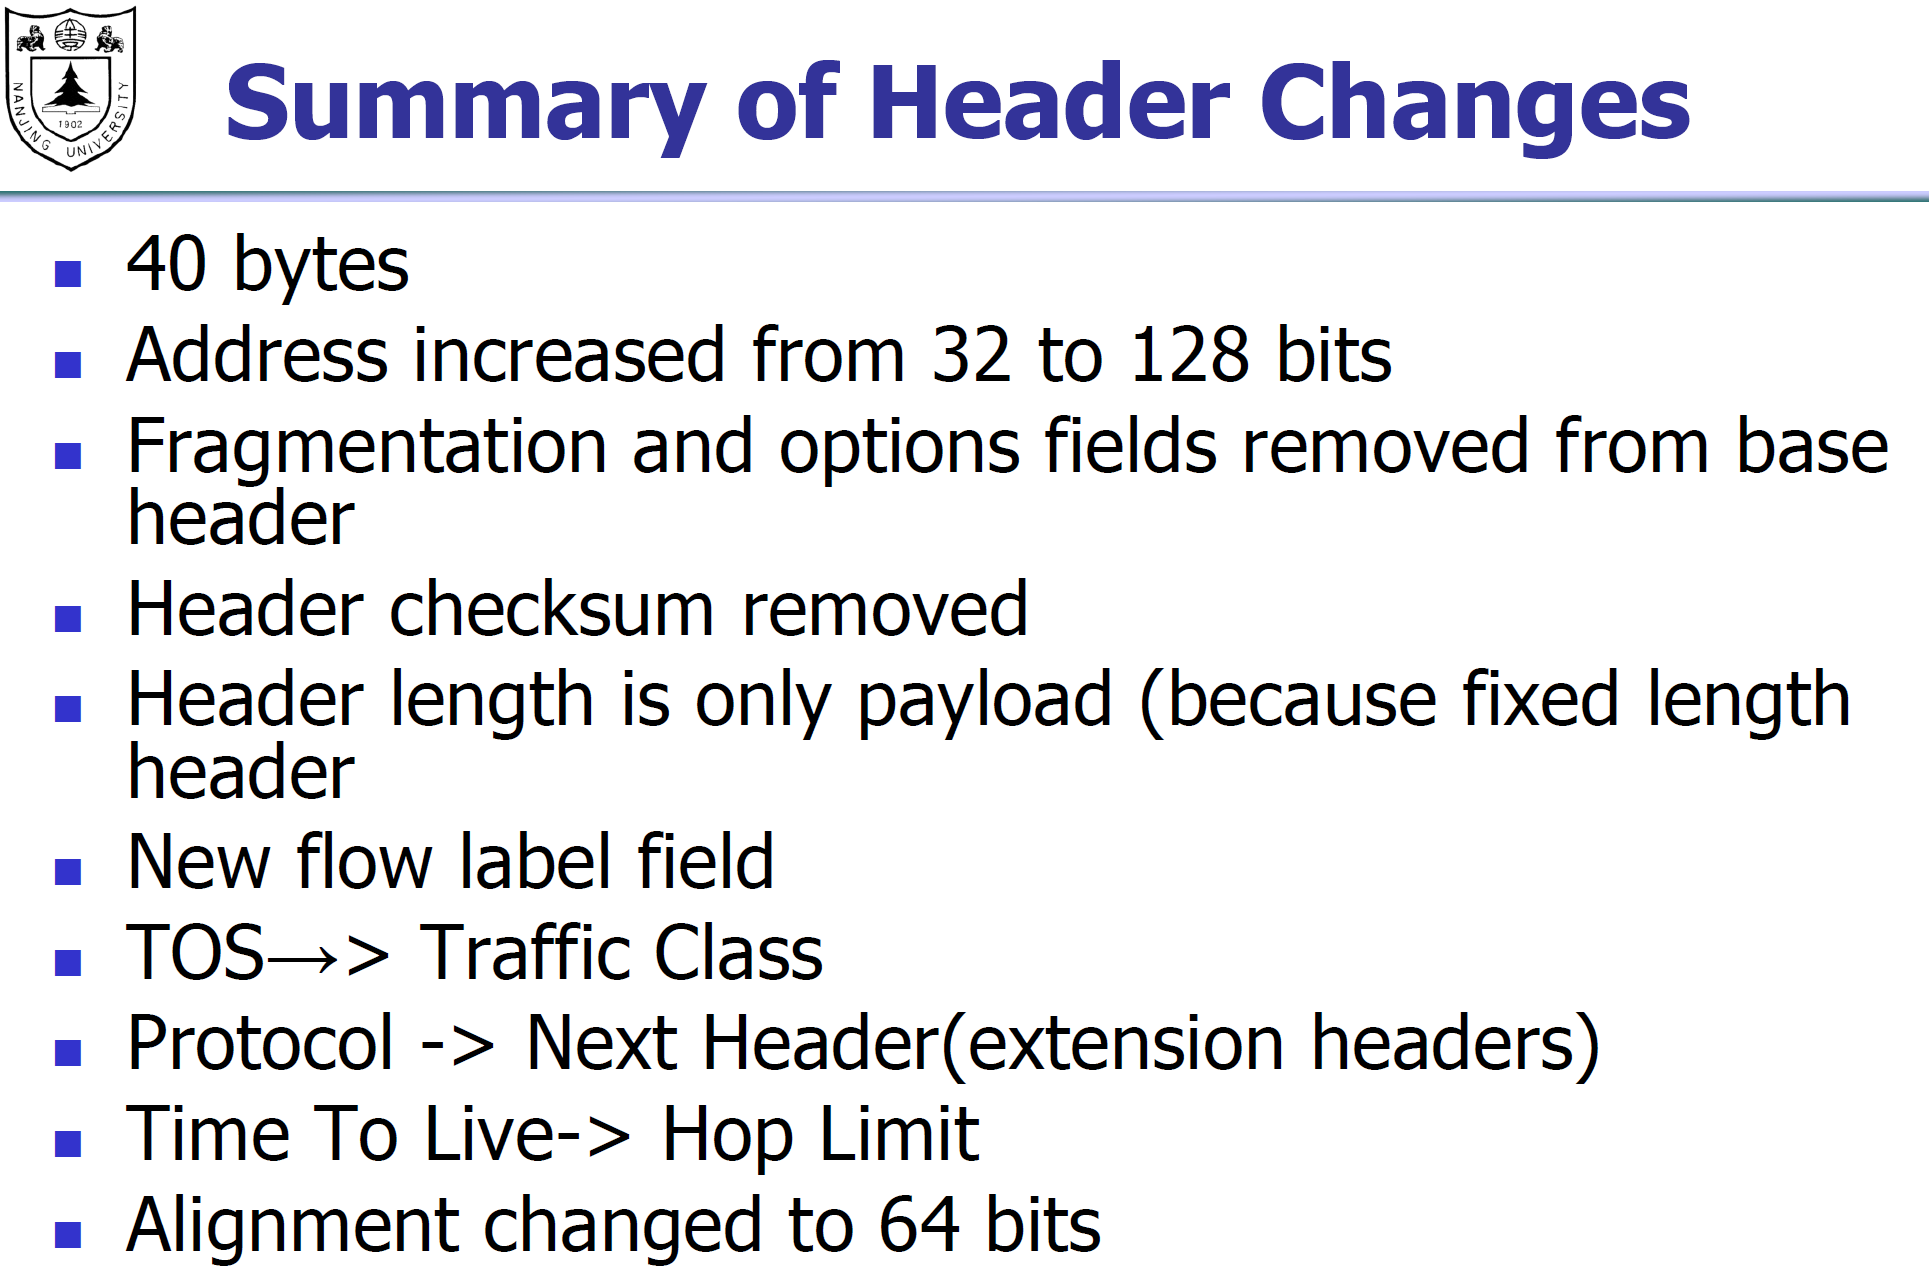 NANJING UNIVERSITY
1902
Summary of Header Changes
40 bytes
Address increased from 32 to 128 bits
Fragmentation and options fields removed from base
header
Header checksum removed
Header length is only payload (because fixed length
header
New flow label field
TOS→> Traffic Class
Protocol -> Next Header(extension headers)
Time To Live-> Hop Limit
Alignment changed to 64 bits